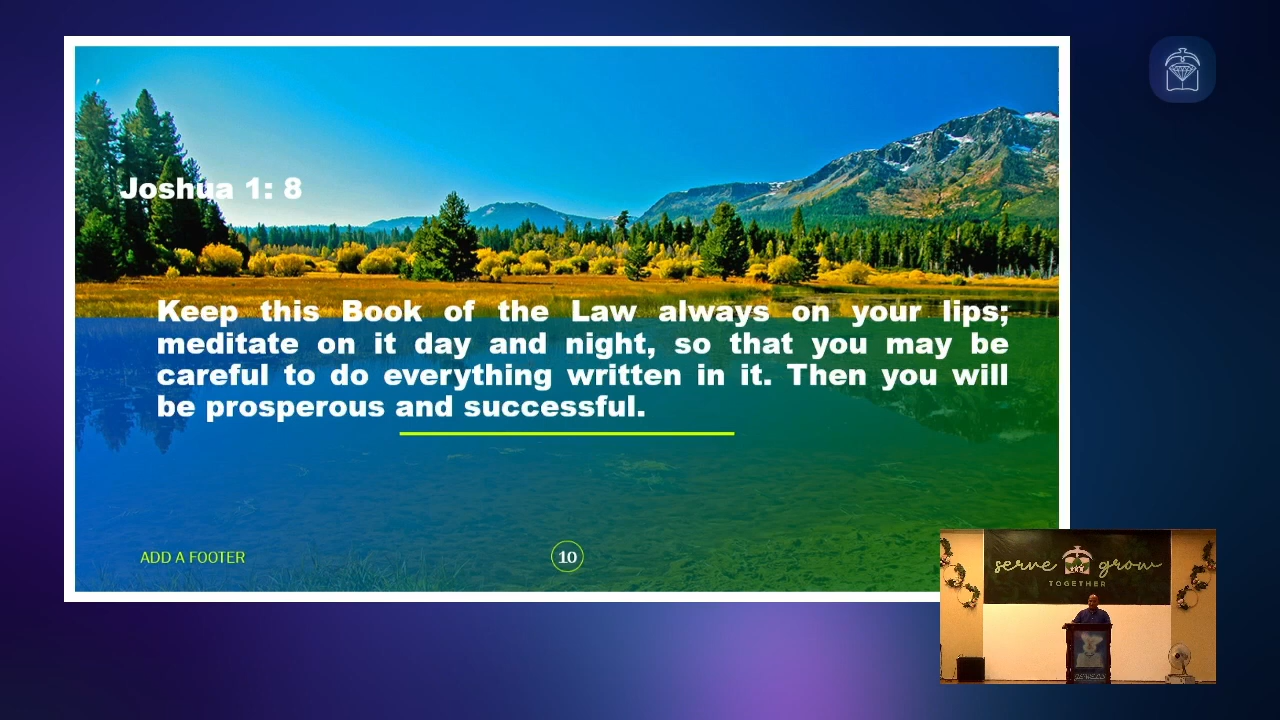 Joshua 1: 8
Keep this Book of the Law always on your lips;
meditate on it day and night, so that you may be
careful to do everything written in it. Then you will
be prosperous and successful.
ADD A FOOTER
10
serve grow
TOGETHER